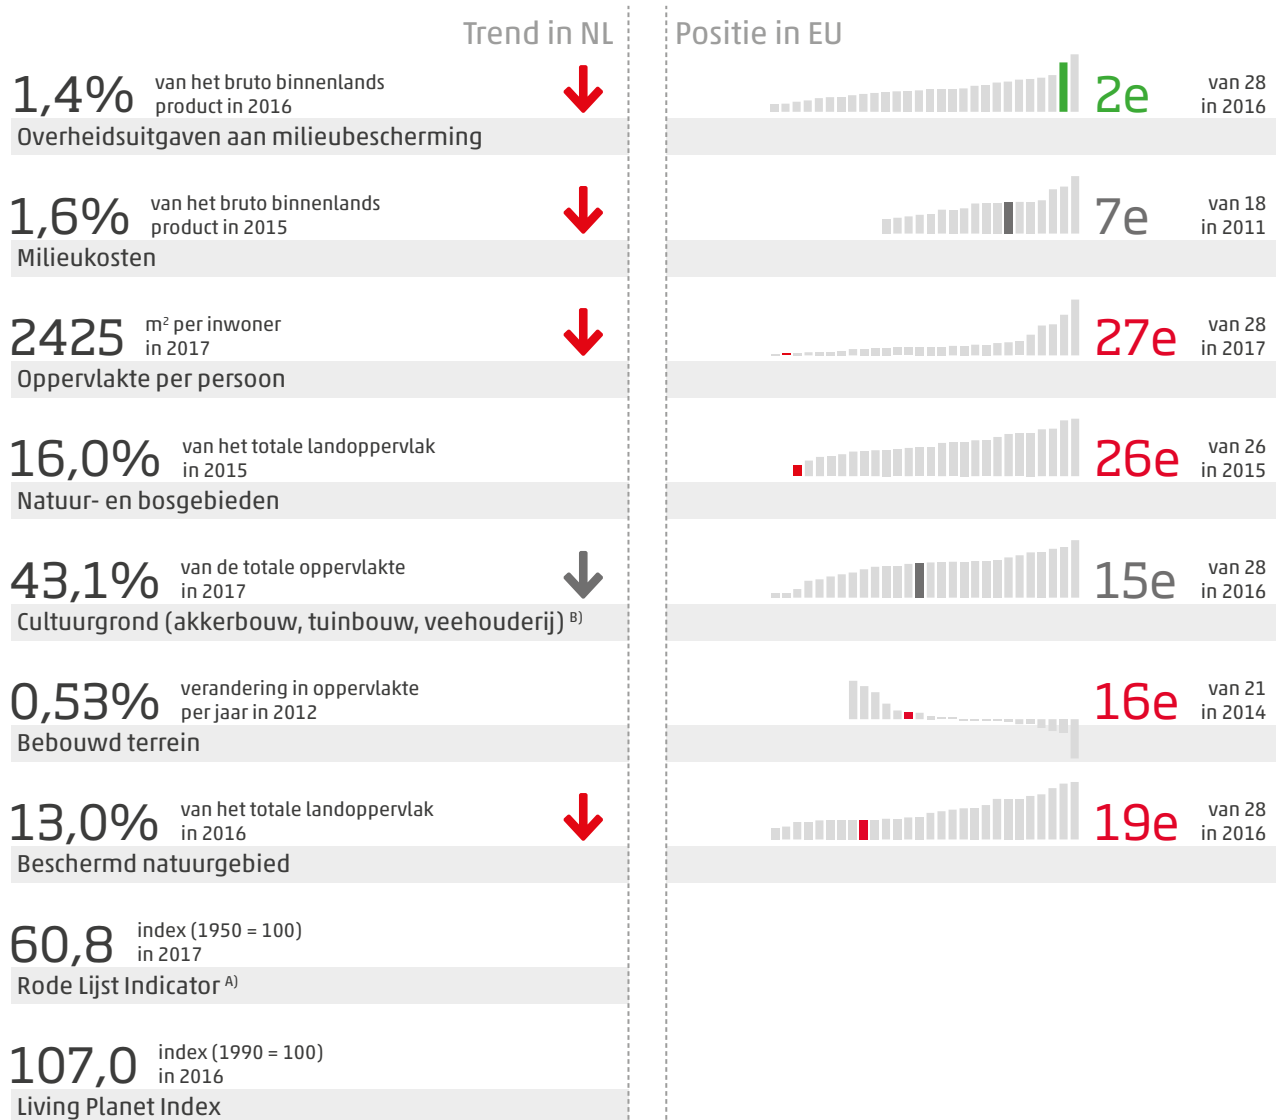 Trend in NL
Positie in EU
1,4%
van het bruto binnenlands
product in 2016
2e
van 28
in 2016
Overheidsuitgaven aan milieubescherming
1,6%
van het bruto binnenlands
product in 2015
7e
van 18
in 2011
Milieukosten
2425
m² per inwoner
in 2017
27e
van 28
in 2017
Oppervlakte per persoon
16,0%
van het totale landoppervlak
in 2015
26e
van 26
in 2015
Natuur- en bosgebieden
43,1%
van de totale oppervlakte
in 2017
15e
van 28
in 2016
Cultuurgrond (akkerbouw, tuinbouw, veehouderij) B)
0,53%
verandering in oppervlakte
per jaar in 2012
16e
van 21
in 2014
Bebouwd terrein
13,0%
van het totale landoppervlak
in 2016
19e
van 28
in 2016
Beschermd natuurgebied
60,8
index (1950 = 100)
in 2017
Rode Lijst Indicator A)
107,0
index (1990 = 100)
in 2016
Living Planet Index